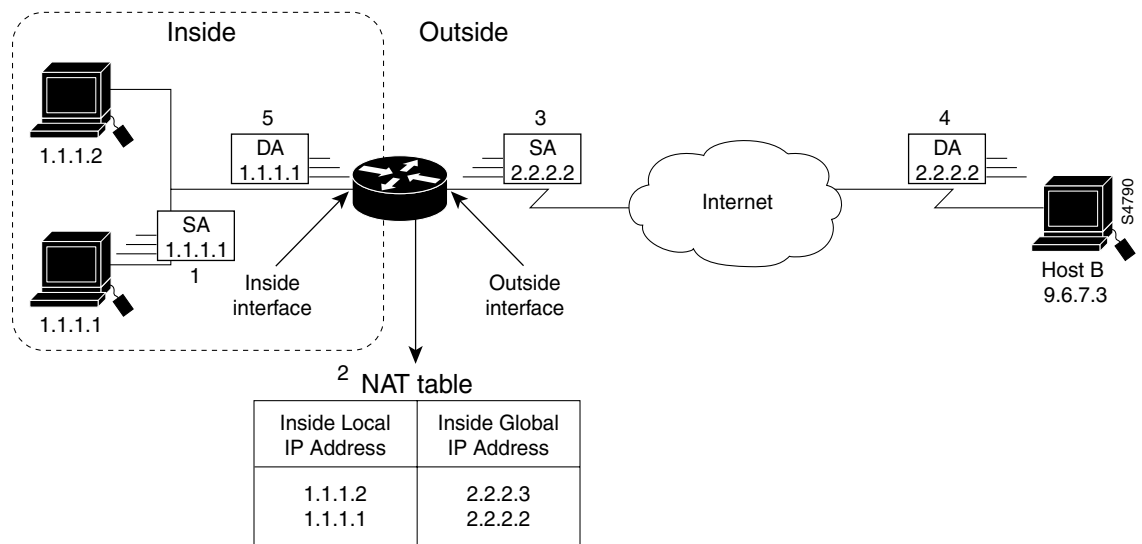 Inside
Outside
5
3
4
DA
1.1.1.1
SA
2.2.2.2
DA
2.2.2.2
1.1.1.2
Internet
S4790
SA
1.1.1.1
1
1.1.1.1
Inside
interface
Outside
interface
Host B
9.6.7.3
2
NAT table
Inside Local
IP Address
Inside Global
IP Address
1.1.1.2
2.2.2.3
1.1.1.1
2.2.2.2